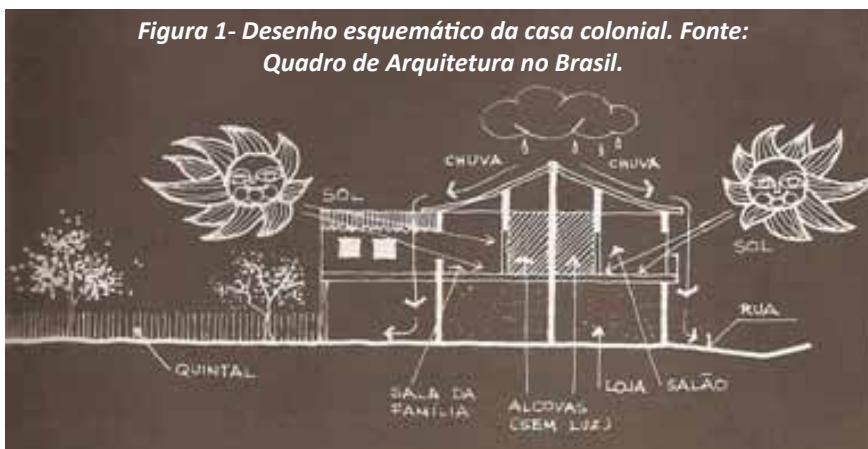 Figura 1- Desenho esquemático da casa colonial. Fonte:
Quadro de Arquitetura no Brasil.
CHUVA
CHUVA
SOL
SOL
RUA
QUINTAL
SALA DA
FAMÍLIA
ALCOVAS
(SEM LUZ)
LOJA
SALÃO